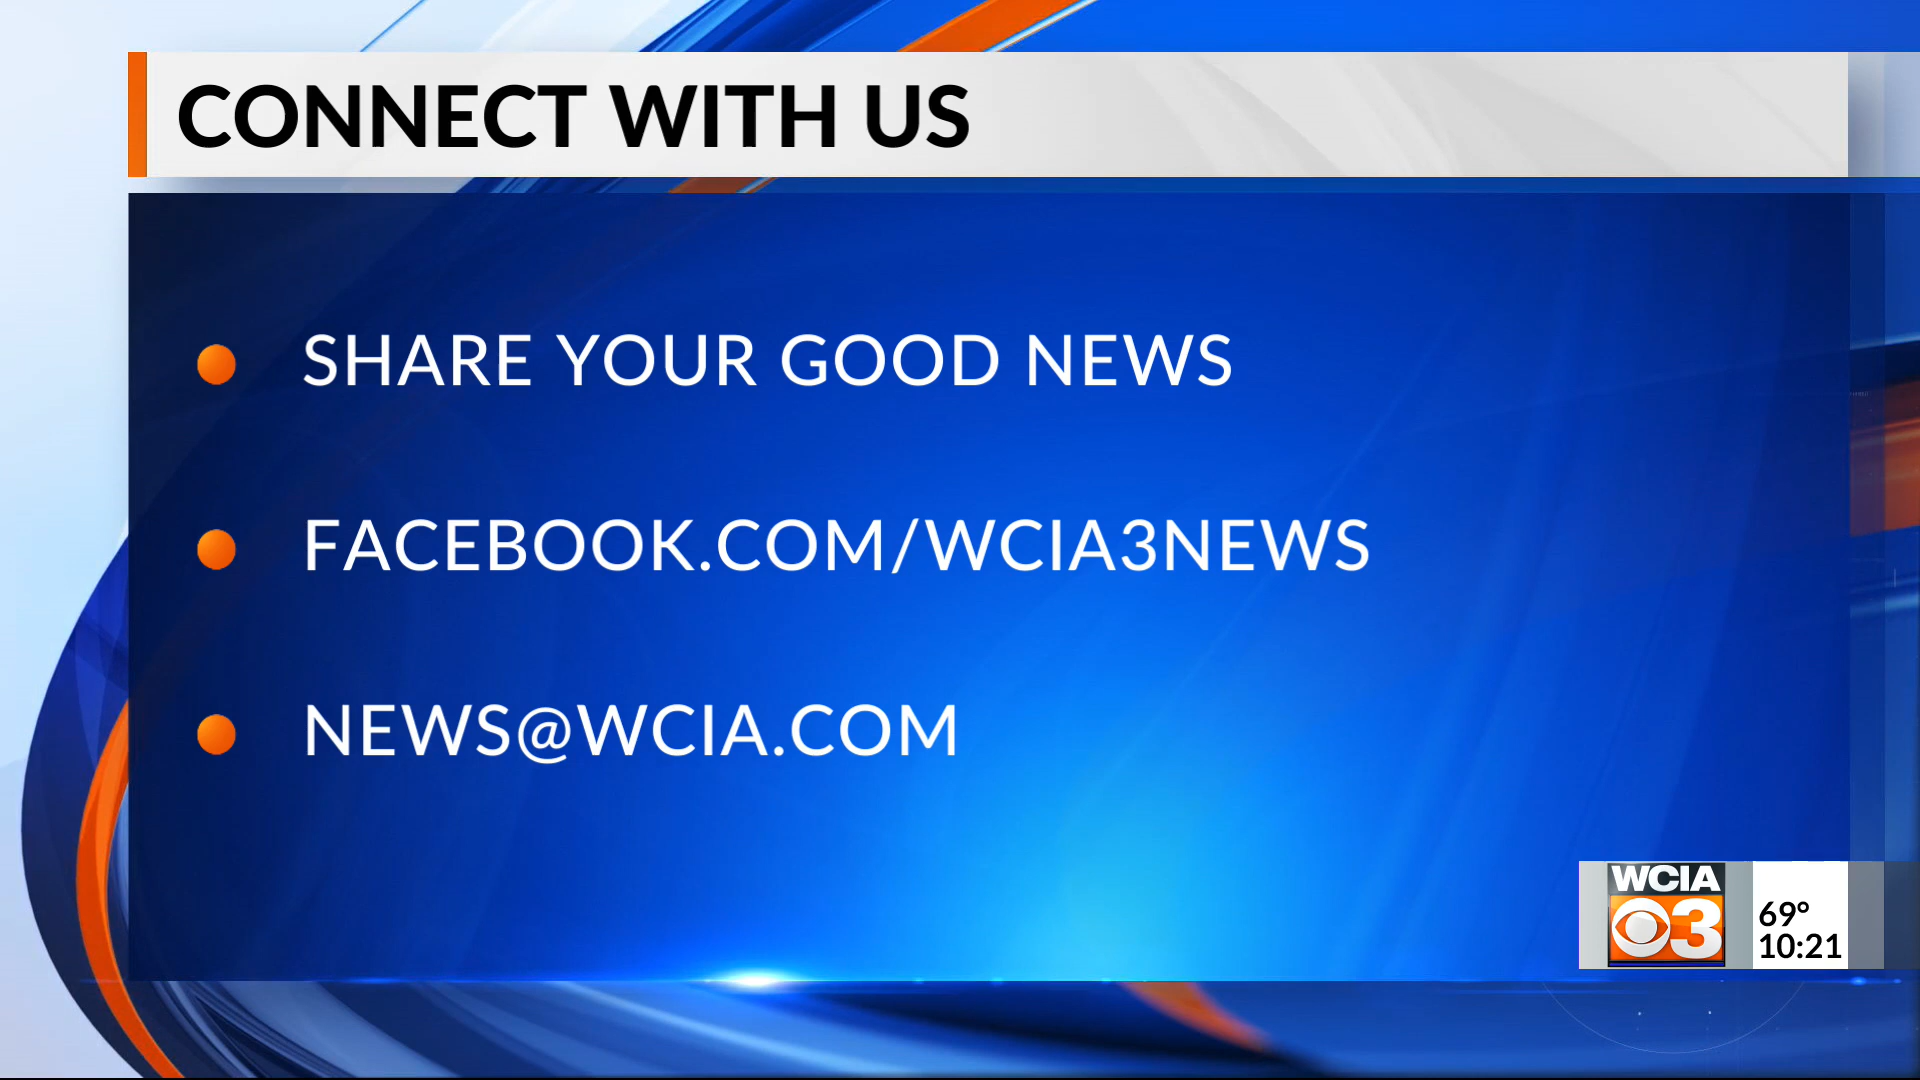 CONNECT WITH US
SHARE YOUR GOOD NEWS
FACEBOOK.COM/WCIA3NEWS
NEWS@WCIA.COM
WCIA
3
69°
10:21